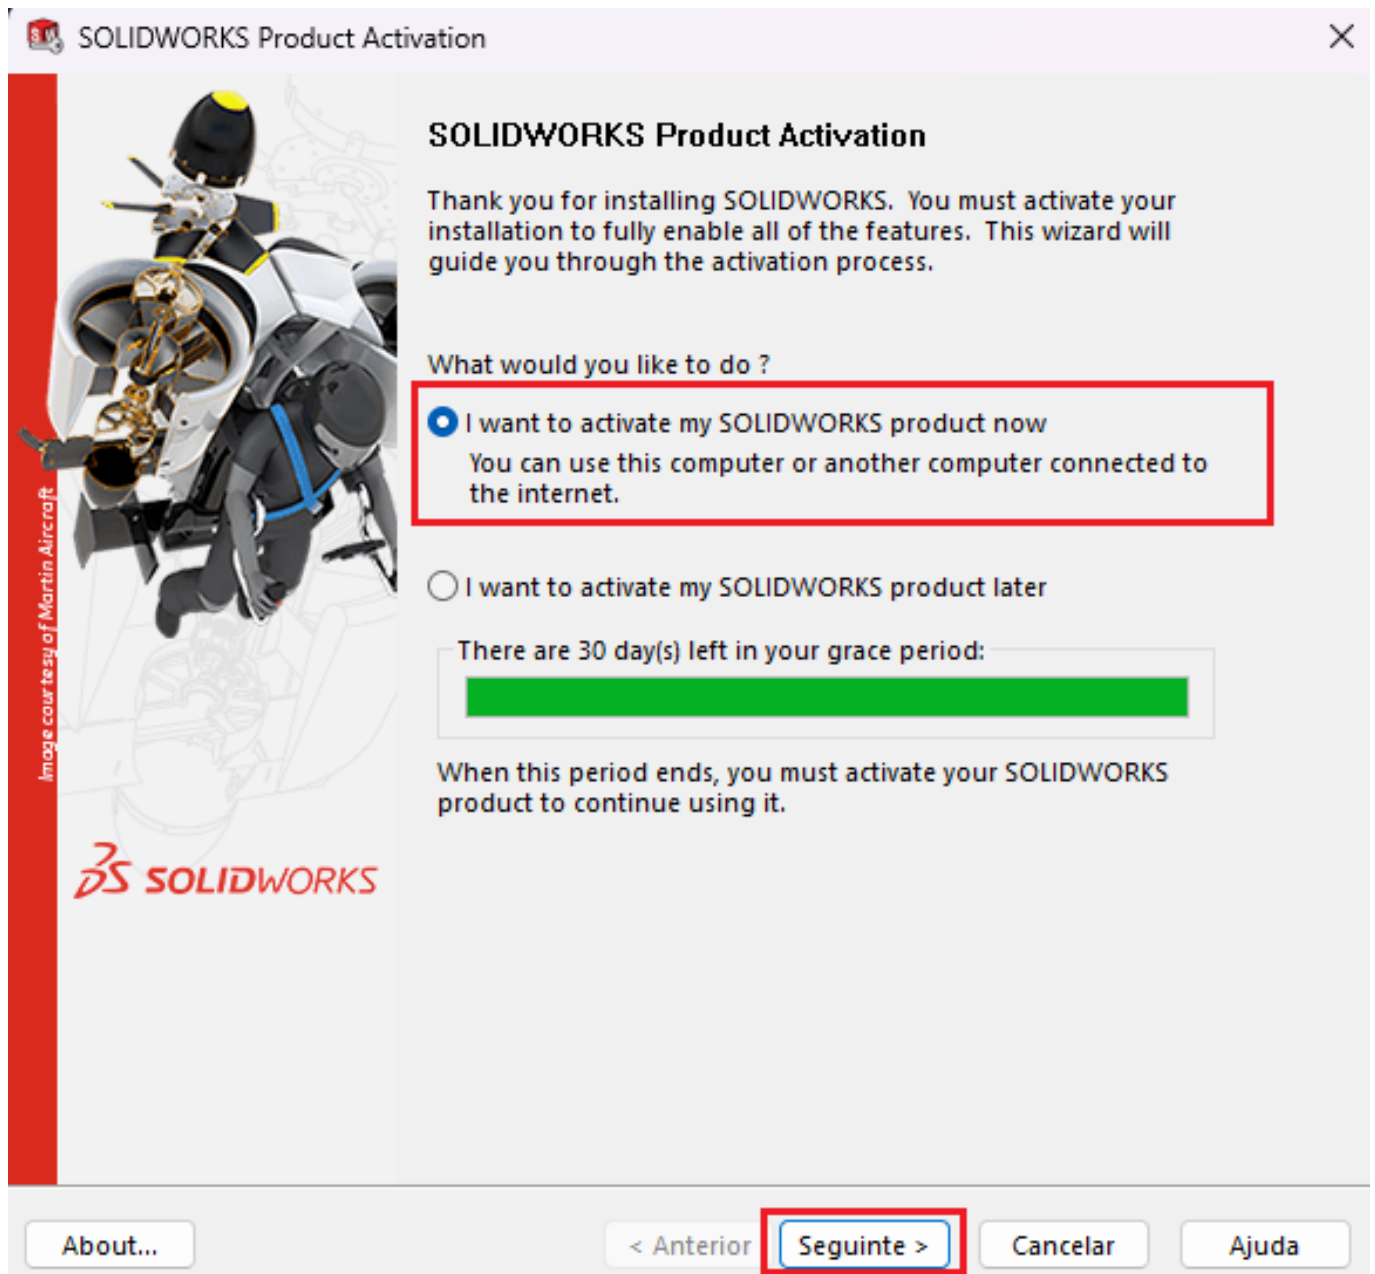 SOLIDWORKS Product Activation
SOLIDWORKS Product Activation
Thank you for installing SOLIDWORKS.  You must activate your
installation to fully enable all of the features.  This wizard will
guide you through the activation process.
What would you like to do ?
I want to activate my SOLIDWORKS product now
You can use this computer or another computer connected to
the internet.
I want to activate my SOLIDWORKS product later
There are 30 day(s) left in your grace period:
When this period ends, you must activate your SOLIDWORKS
product to continue using it.
Image courtesy of Martin Aircraft
SOLIDWORKS
About...
< Anterior
Seguinte >
Cancelar
Ajuda